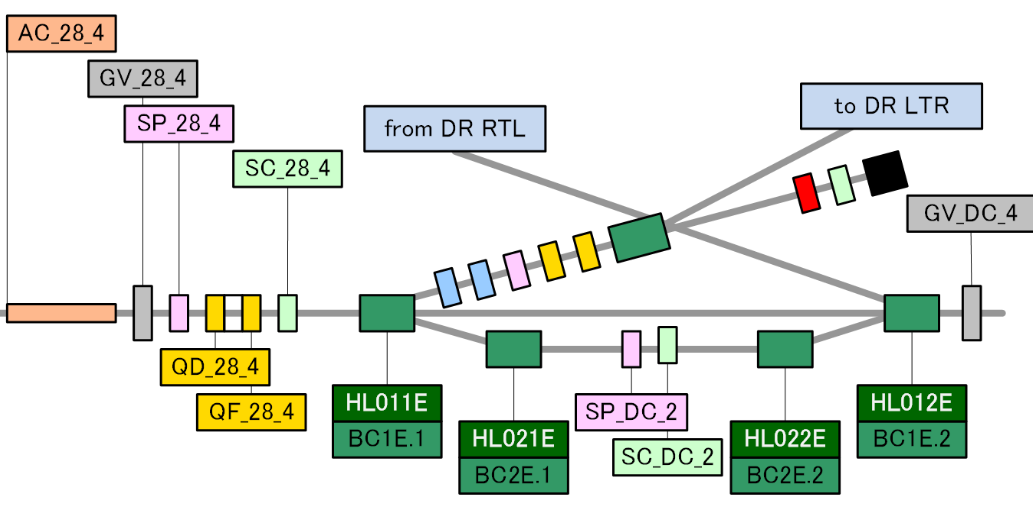 AC_28_4
GV_28_4
SP_28_4
SC_28_4
from DR RTL
to DR LTR
GV_DC_4
QD_28_4
QF_28_4
HL011E
BC1E.1
HL021E
BC2E.1
SP_DC_2
SC_DC_2
HL022E
BC2E.2
HL012E
BC1E.2